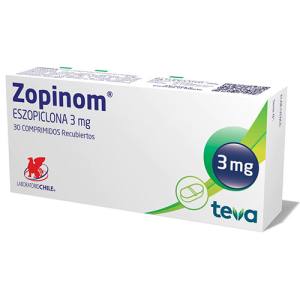 Zopinom®
ESZOPICLONA 3 mg
30 COMPRIMIDOS Recubiertos
3 mg
LABORATORIO CHILE®
teva